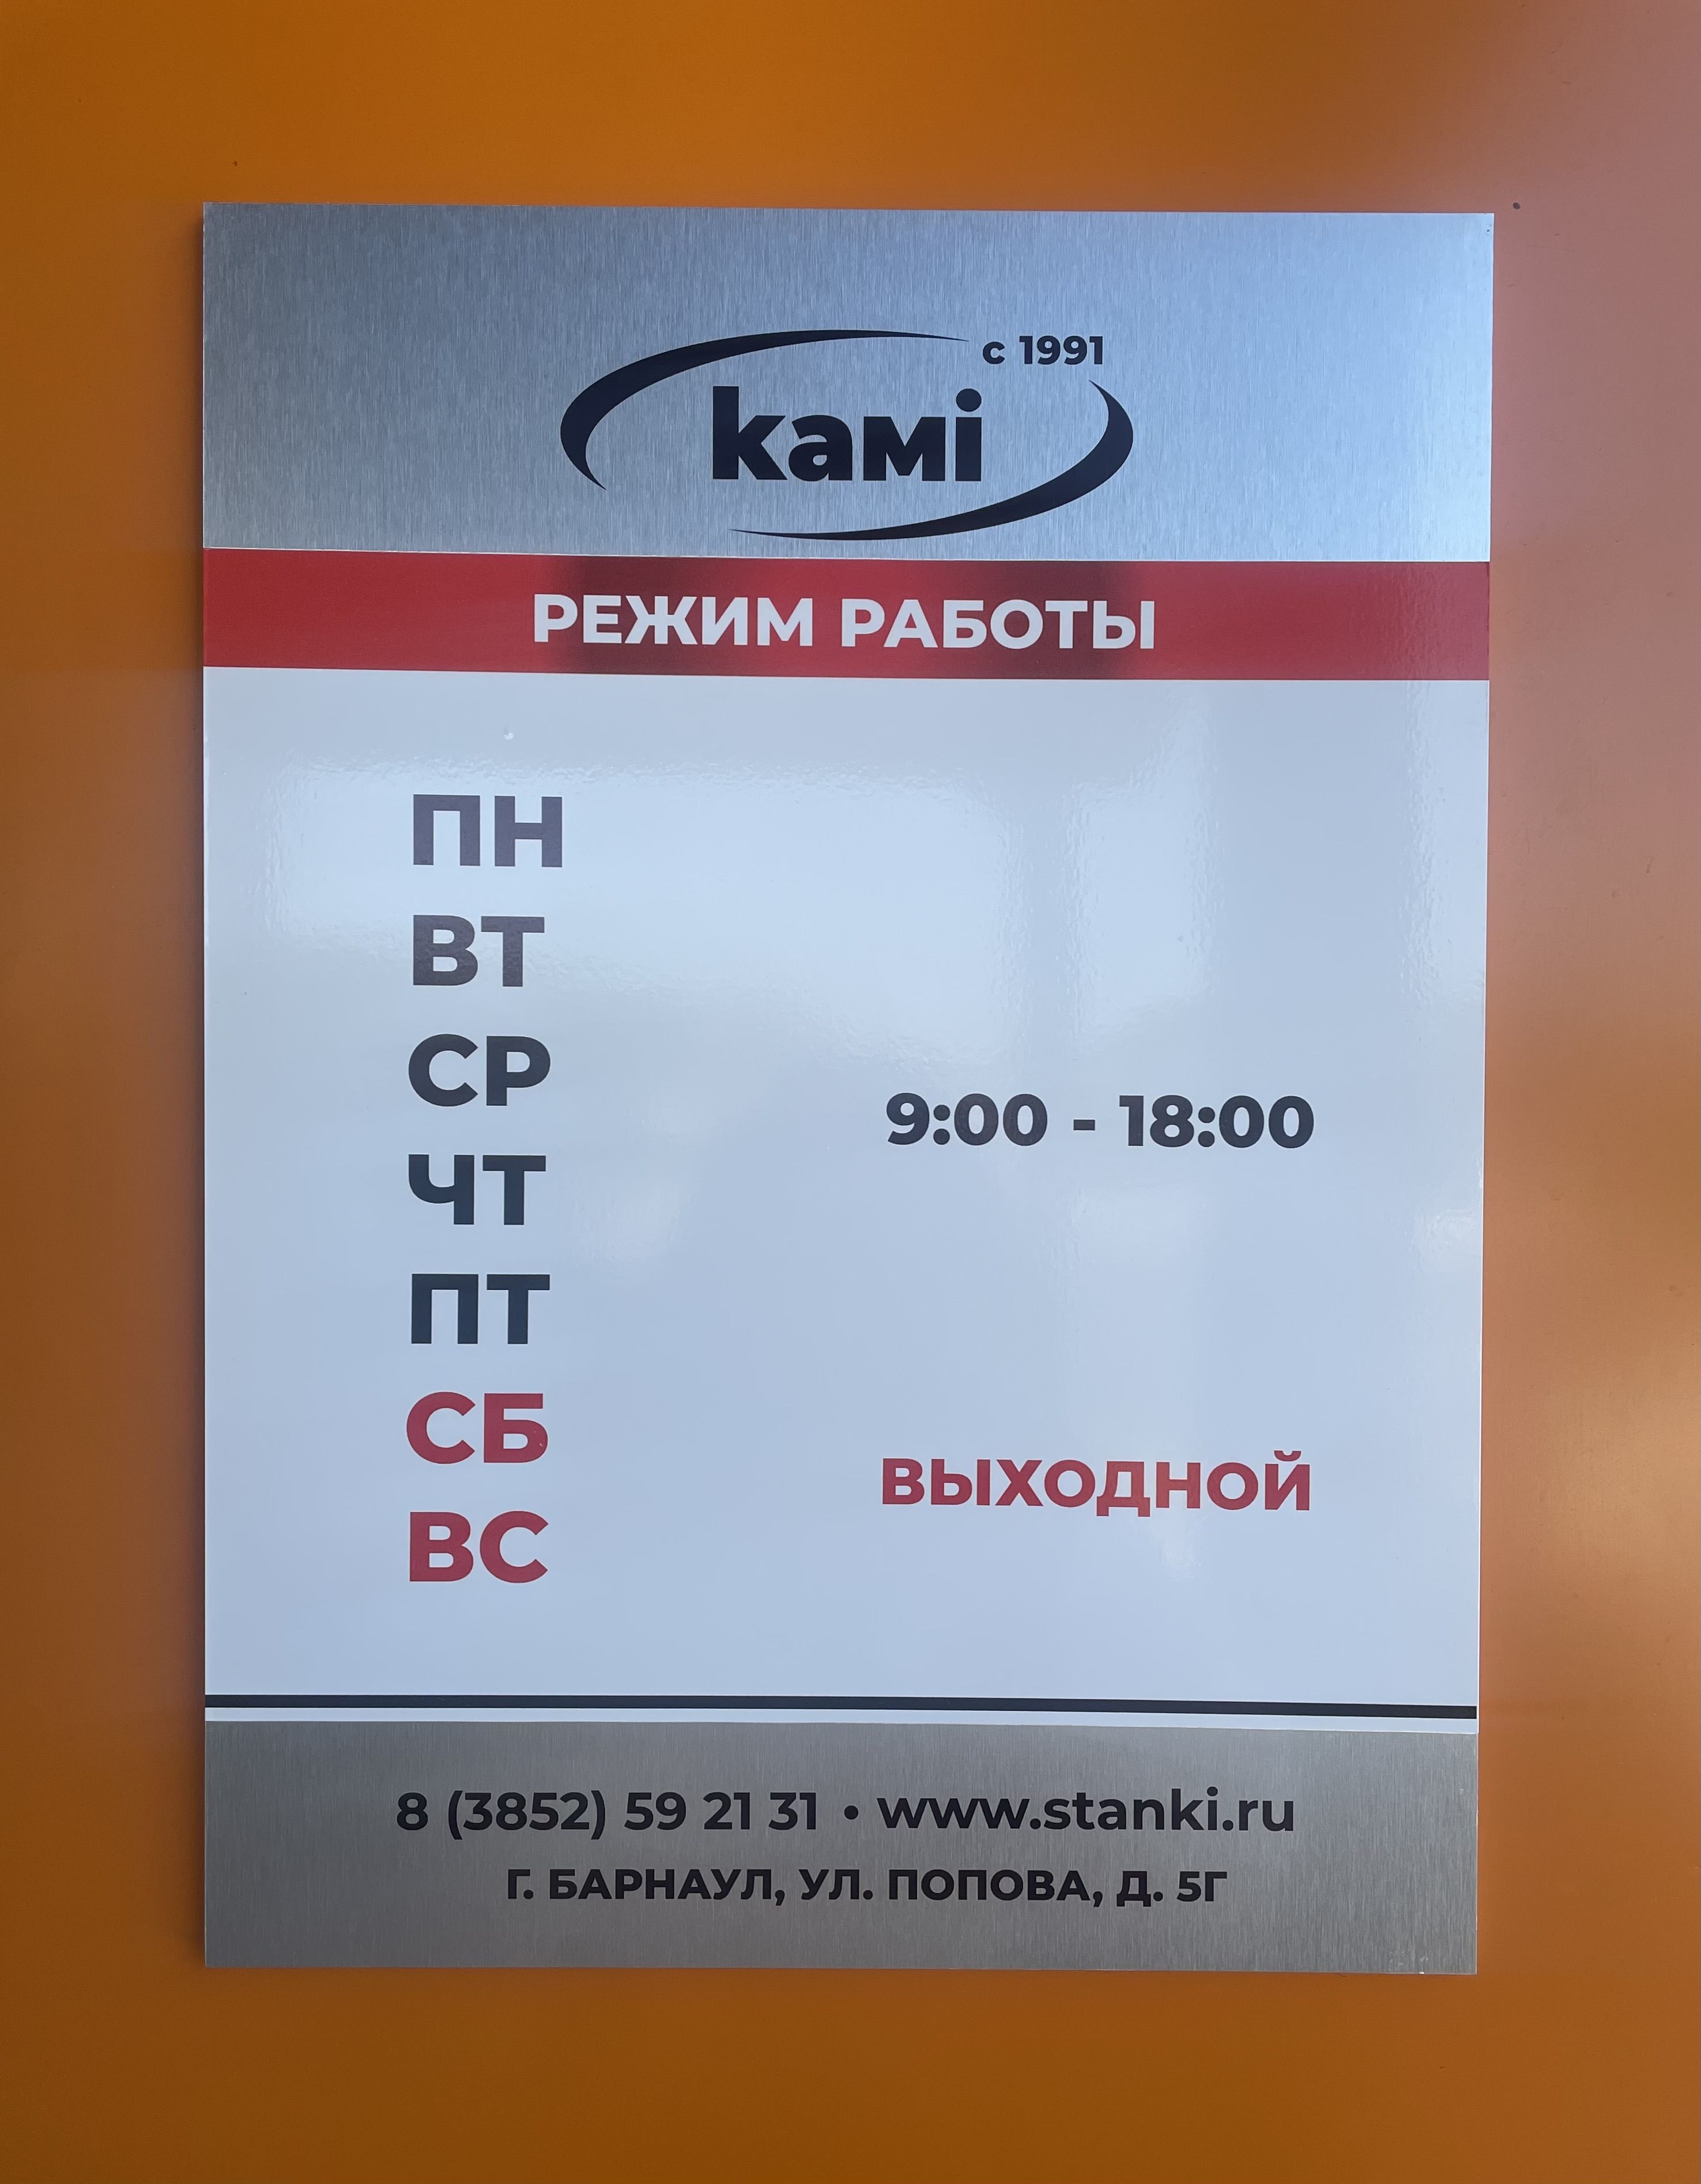 с 1991
kамi
РЕЖИМ РАБОТЫ
ПН
ВТ
СР
9:00 - 18:00
ЧТ
ПТ
СБ
ВЫХОДНОЙ
ВС
8 (3852) 59 21 31 • www.stanki.ru
Г. БАРНАУЛ, УЛ. ПОПОВА, Д. 5Г